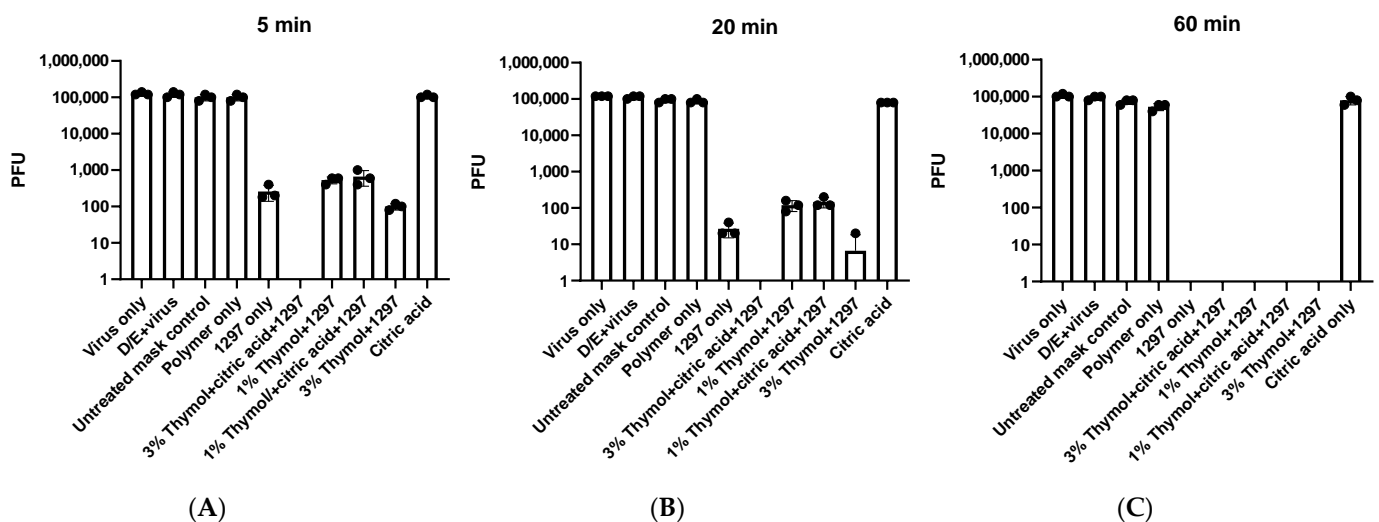 5 min
1,000,000
100,000
10,000
1,000
100
10
1
PFU
Virus only
D/E+virus
Untreated mask control
Polymer only
1297 only
3% Thymol+citric acid+1297
1% Thymol+1297
1% Thymol/+citric acid+1297
3% Thymol+1297
Citric acid
(A)
20 min
1,000,000
100,000
10,000
1,000
100
10
1
PFU
Virus only
D/E+virus
Untreated mask control
Polymer only
1297 only
3% Thymol+citric acid+1297
1% Thymol+1297
1% Thymol+citric acid+1297
3% Thymol+1297
Citric acid
(B)
60 min
1,000,000
100,000
10,000
1,000
100
10
1
PFU
Virus only
D/E+virus
Untreated mask control
Polymer only
1297 only
3% Thymol+citric acid+1297
1% Thymol+1297
1% Thymol+citric acid+1297
3% Thymol+1297
Citric acid only
(C)